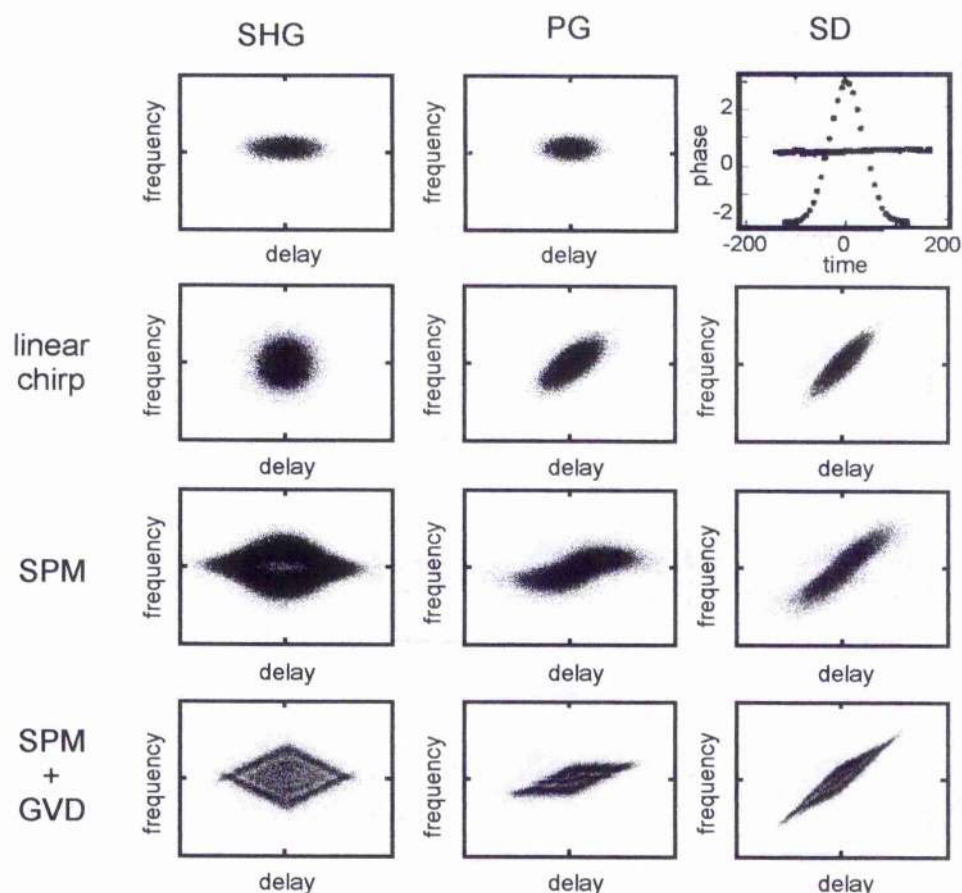 SHG
PG
SD
frequency
delay
frequency
delay
phase
2
0
-2
-200
0
200
time
linear
chirp
frequency
delay
frequency
delay
frequency
delay
SPM
frequency
delay
frequency
delay
frequency
delay
SPM
+
GVD
frequency
delay
frequency
delay
frequency
delay